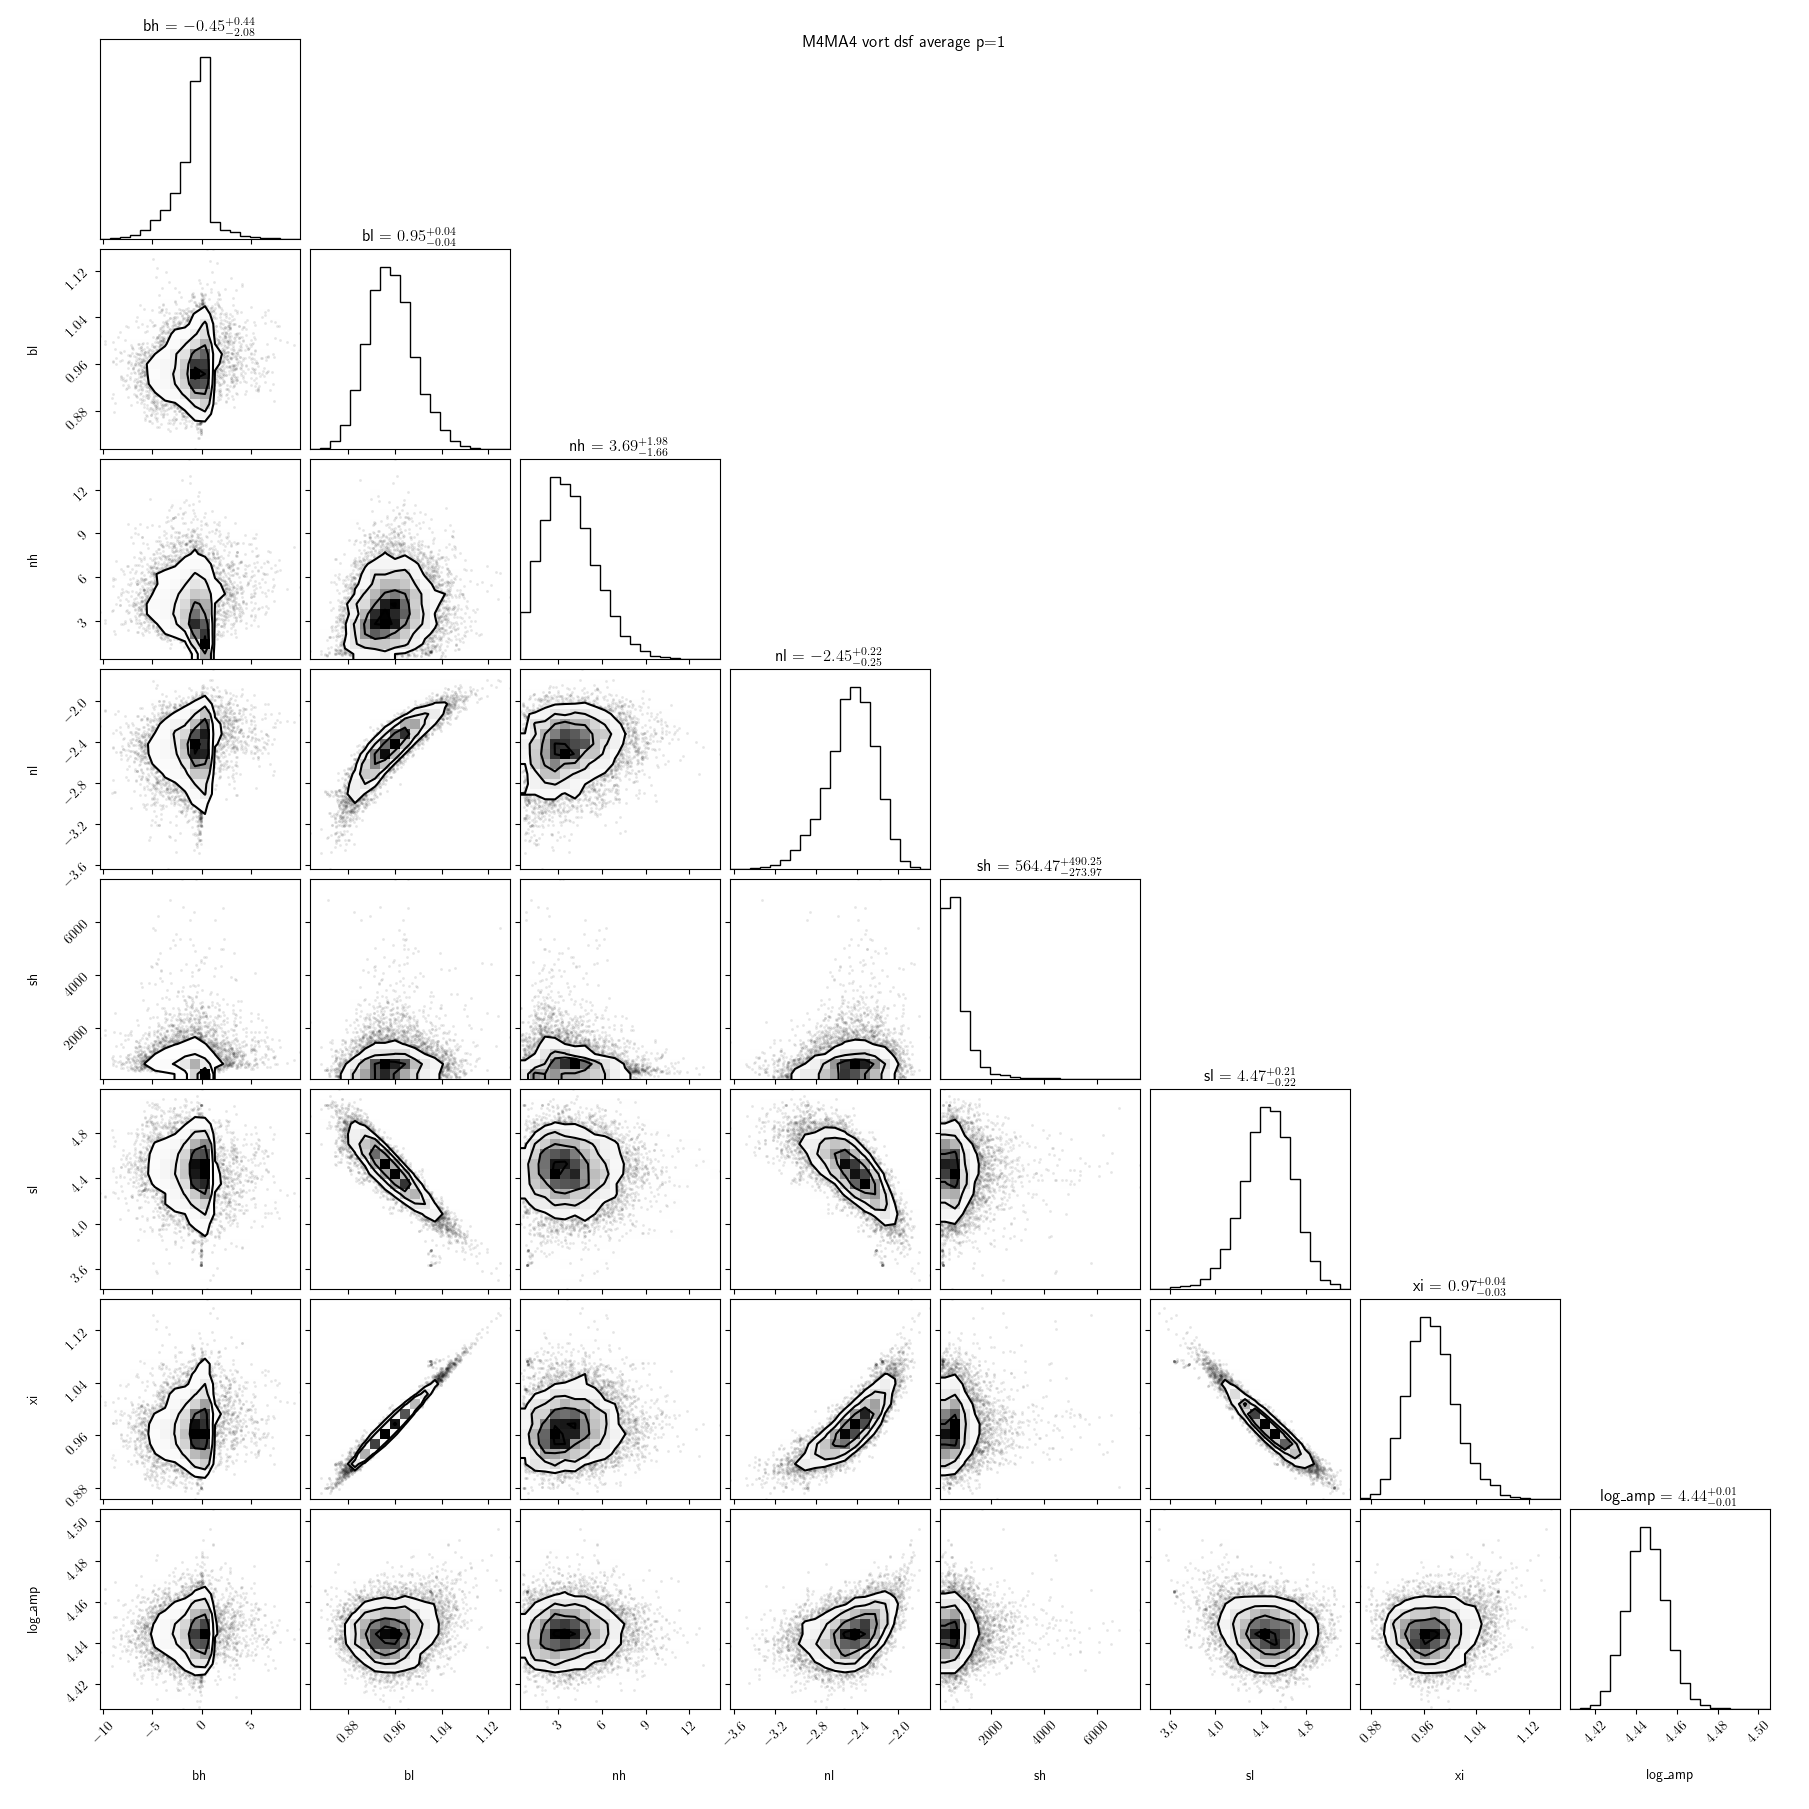 M4MA4 vort dsf average p=1
bh = −0.45 +0.44 −2.08
bl = 0.95 +0.04 −0.04
1.12
1.04
0.96
0.88
bl
nh = 3.69 +1.98 −1.66
12
9
6
3
nh
nl = −2.45 +0.22 −0.25
−2.0
−2.4
−2.8
−3.2
−3.6
nl
sh = 564.47 +490.25 −273.97
6000
4000
2000
sh
sl = 4.47 +0.21 −0.22
4.8
4.4
4.0
3.6
sl
xi = 0.97 +0.04 −0.03
1.12
1.04
0.96
0.88
xi
log_amp = 4.44 +0.01 −0.01
4.50
4.48
4.46
4.44
4.42
log_amp
−10 −5 0 5 0.88 0.96 1.04 1.12 3 6 9 12 −3.6 −3.2 −2.8 −2.4 −2.0 2000 4000 6000 3.6 4.0 4.4 4.8 0.88 0.96 1.04 1.12 4.42 4.44 4.46 4.48 4.50
bh bl nh nl sh sl xi log_amp